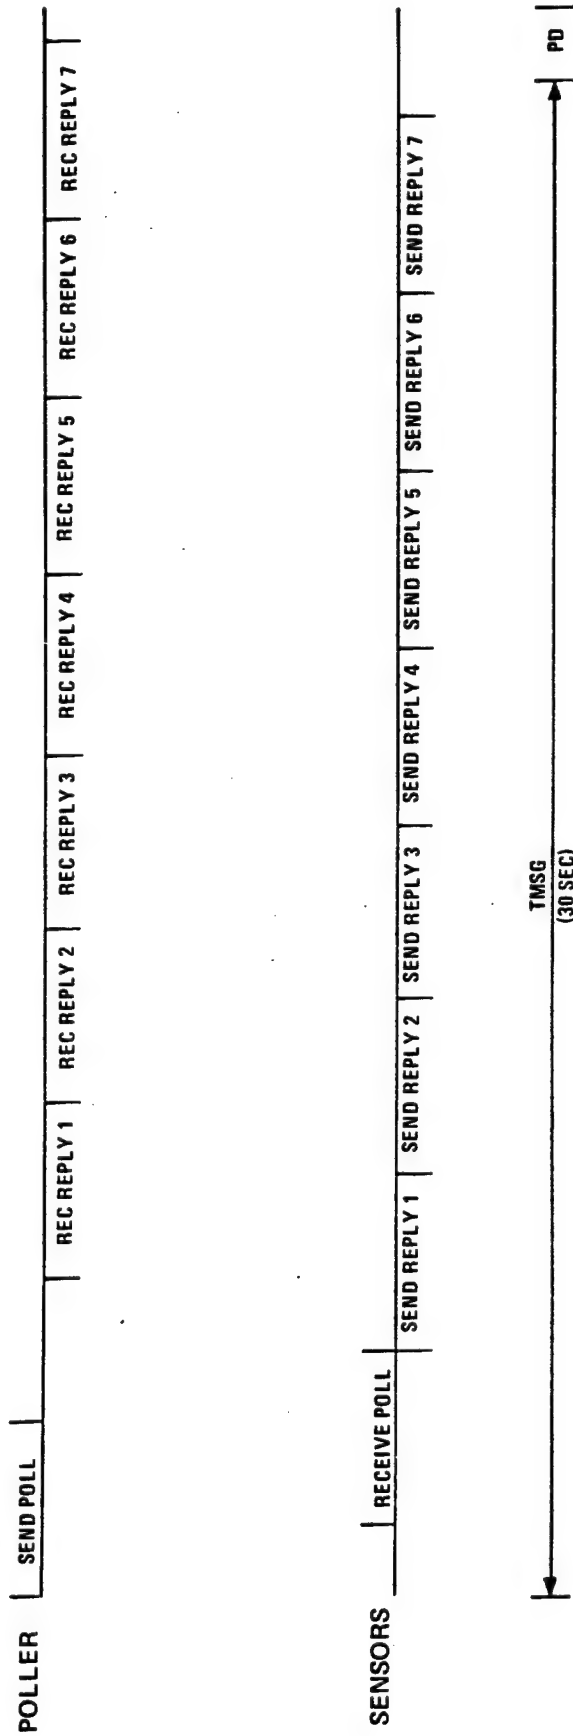 POLLER
SEND POLL
REC REPLY 1
REC REPLY 2
REC REPLY 3
REC REPLY 4
REC REPLY 5
REC REPLY 6
REC REPLY 7
SENSORS
RECEIVE POLL
SEND REPLY 1
SEND REPLY 2
SEND REPLY 3
SEND REPLY 4
SEND REPLY 5
SEND REPLY 6
SEND REPLY 7
TMSG
(30 SEC)
PD